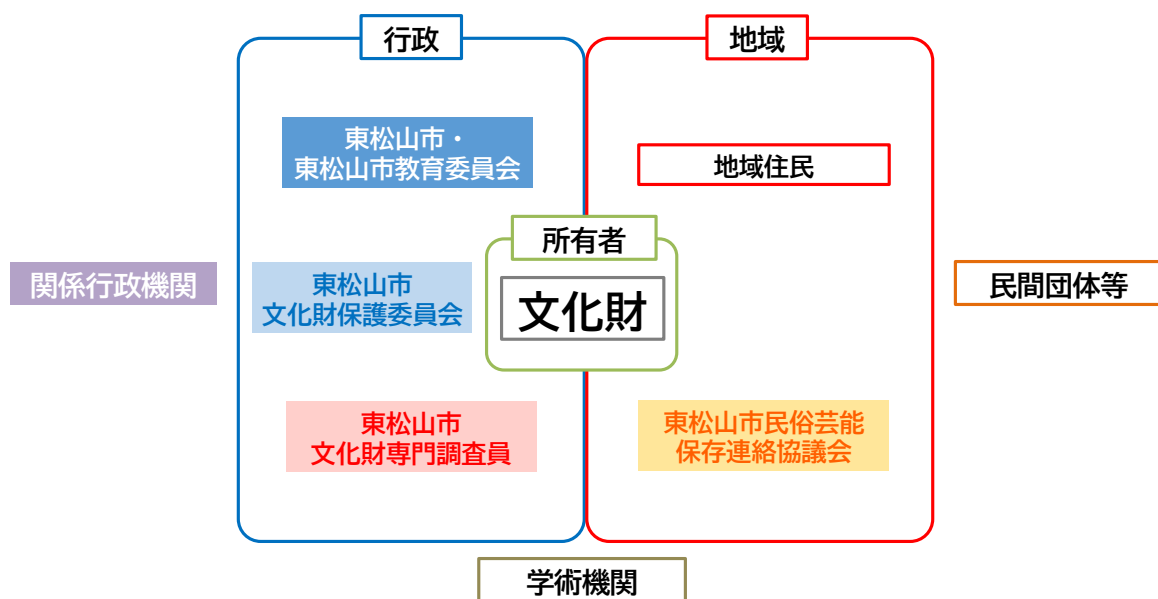 行政
地域
東松山市・
東松山市教育委員会
地域住民
所有者
関係行政機関
東松山市
文化財保護委員会
文化財
民間団体等
東松山市
文化財専門調査員
東松山市民俗芸能
保存連絡協議会
学術機関